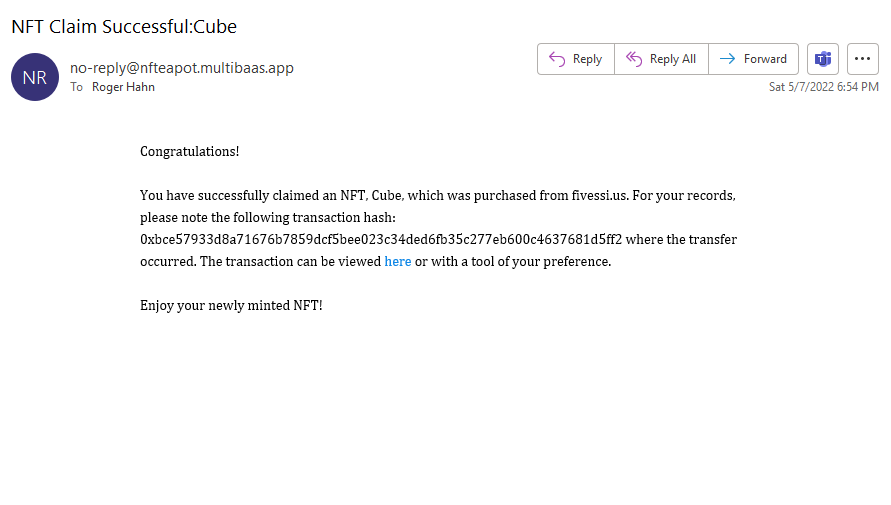 NFT Claim Successful:Cube
NR
no-reply@nfteapot.multibaas.app
To Roger Hahn
Reply
Reply All
Forward
Sat 5/7/2022 6:54 PM
Congratulations!
You have successfully claimed an NFT, Cube, which was purchased from fivessi.us. For your records,
please note the following transaction hash:
0xbce57933d8a71676b7859dcf5bee023c34ded6fb35c277eb600c4637681d5ff2 where the transfer
occurred. The transaction can be viewed here or with a tool of your preference.
Enjoy your newly minted NFT!